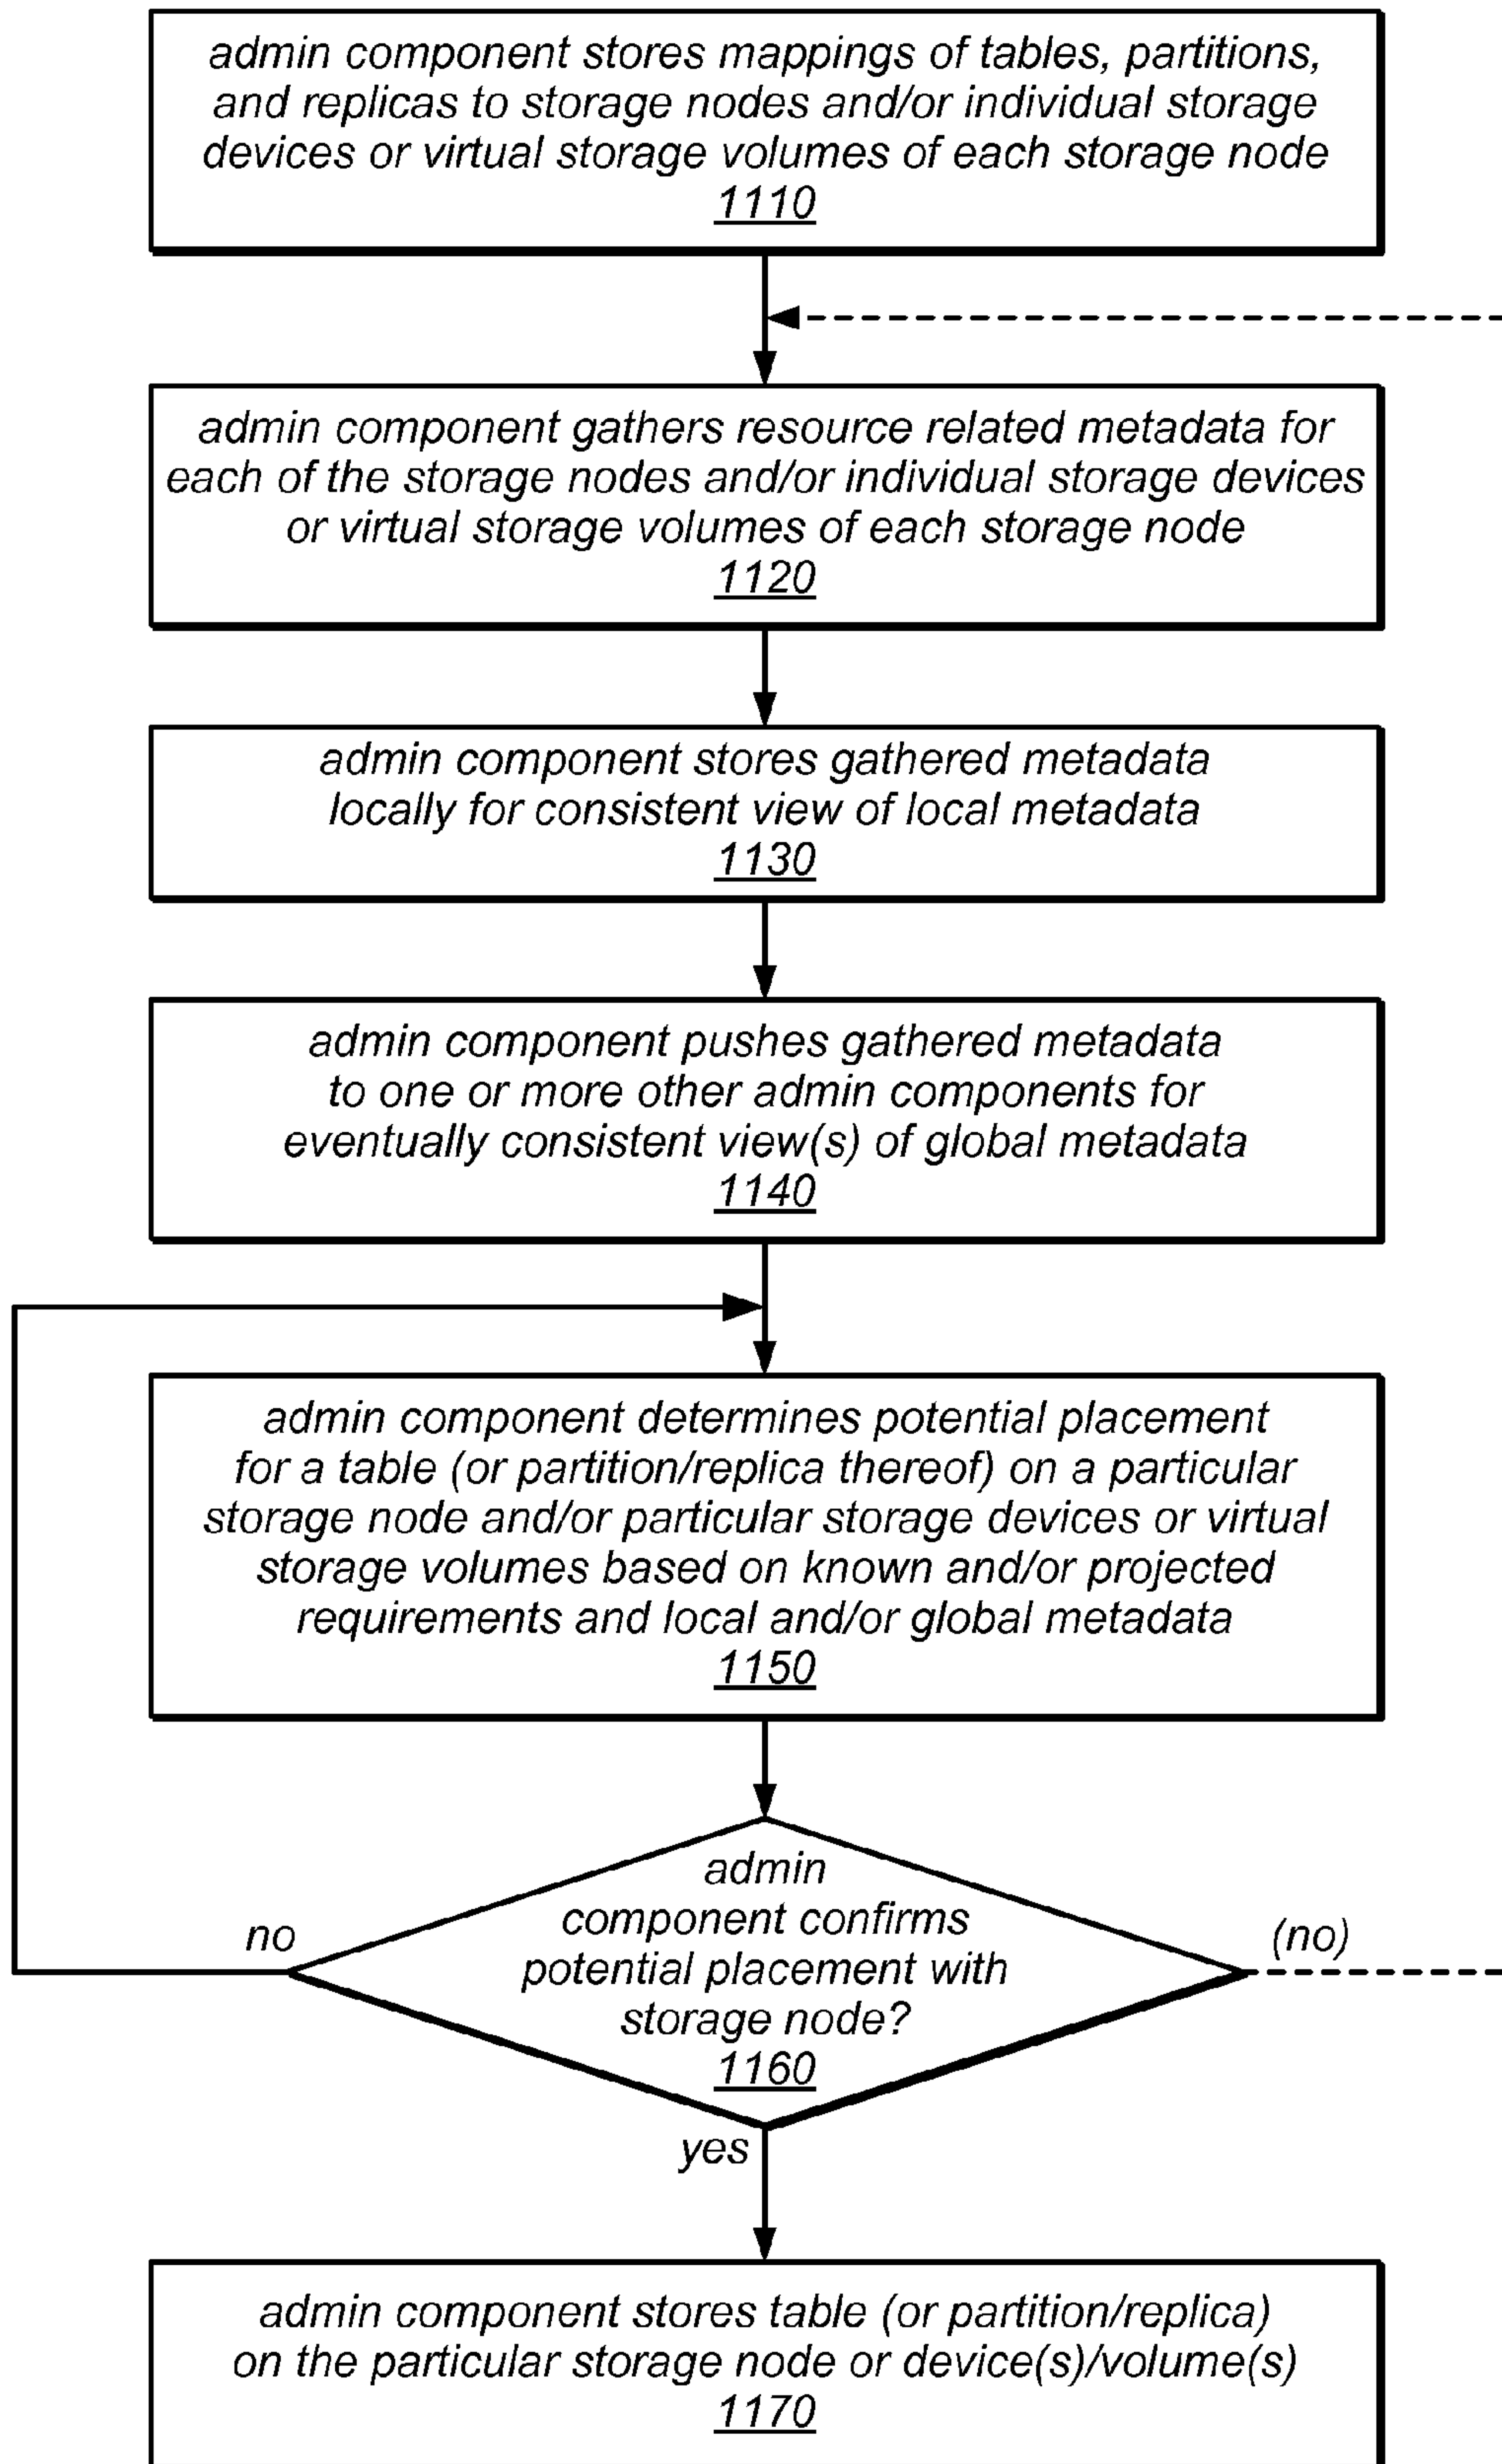 admin component stores mappings of tables, partitions,
and replicas to storage nodes and/or individual storage
devices or virtual storage volumes of each storage node
1110
admin component gathers resource related metadata for
each of the storage nodes and/or individual storage devices
or virtual storage volumes of each storage node
1120
admin component stores gathered metadata
locally for consistent view of local metadata
1130
admin component pushes gathered metadata
to one or more other admin components for
eventually consistent view(s) of global metadata
1140
admin component determines potential placement
for a table (or partition/replica thereof) on a particular
storage node and/or particular storage devices or virtual
storage volumes based on known and/or projected
requirements and local and/or global metadata
1150
admin
component confirms
potential placement with
storage node?
1160
no
(no)
yes
admin component stores table (or partition/replica)
on the particular storage node or device(s)/volume(s)
1170